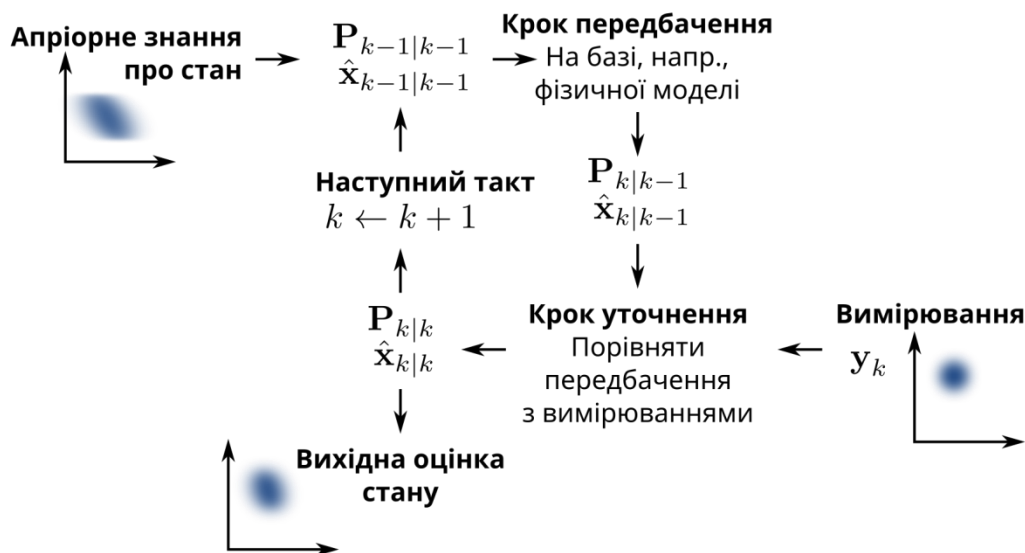 Апріорне знання
про стан
P_{k−1|k−1}
x̂_{k−1|k−1}
Крок передбачення
На базі, напр.,
фізичної моделі
P_{k|k−1}
x̂_{k|k−1}
Наступний такт
k ← k + 1
P_{k|k}
x̂_{k|k}
Крок уточнення
Порівняти
передбачення
з вимірюваннями
Вимірювання
y_k
Вихідна оцінка
стану